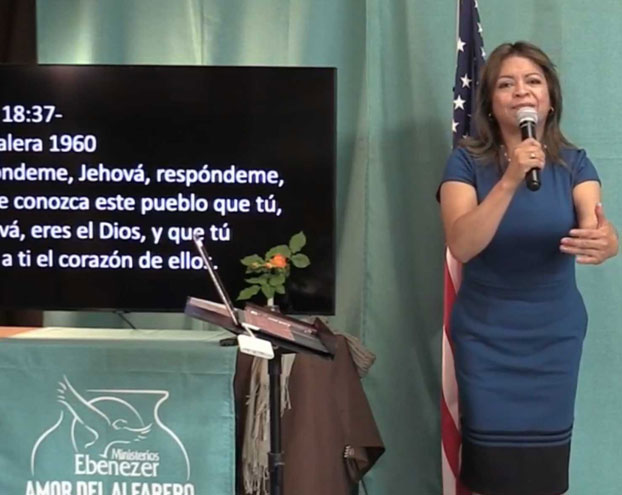 18:37-
alera 1960
óndeme, Jehová, respóndeme,
e conozca este pueblo que tú,
vá, eres el Dios, y que tú
a ti el corazón de ellos.
Ministerios
Ebenezer
AMOR DEL ALFARERO